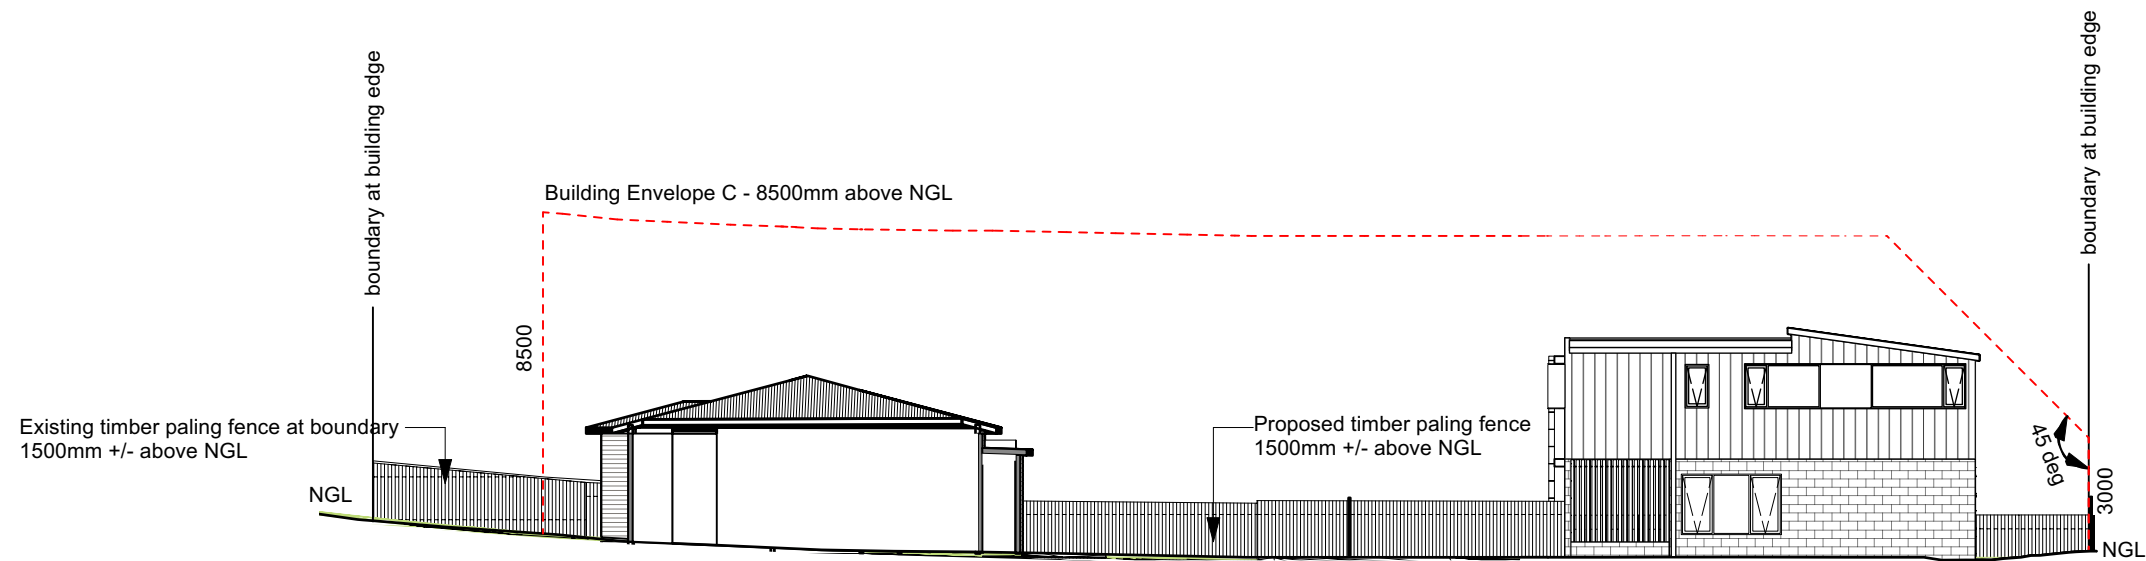 boundary at building edge
boundary at building edge
Building Envelope C - 8500mm above NGL
8500
Existing timber paling fence at boundary
1500mm +/- above NGL
Proposed timber paling fence
1500mm +/- above NGL
45 deg
3000
NGL
NGL